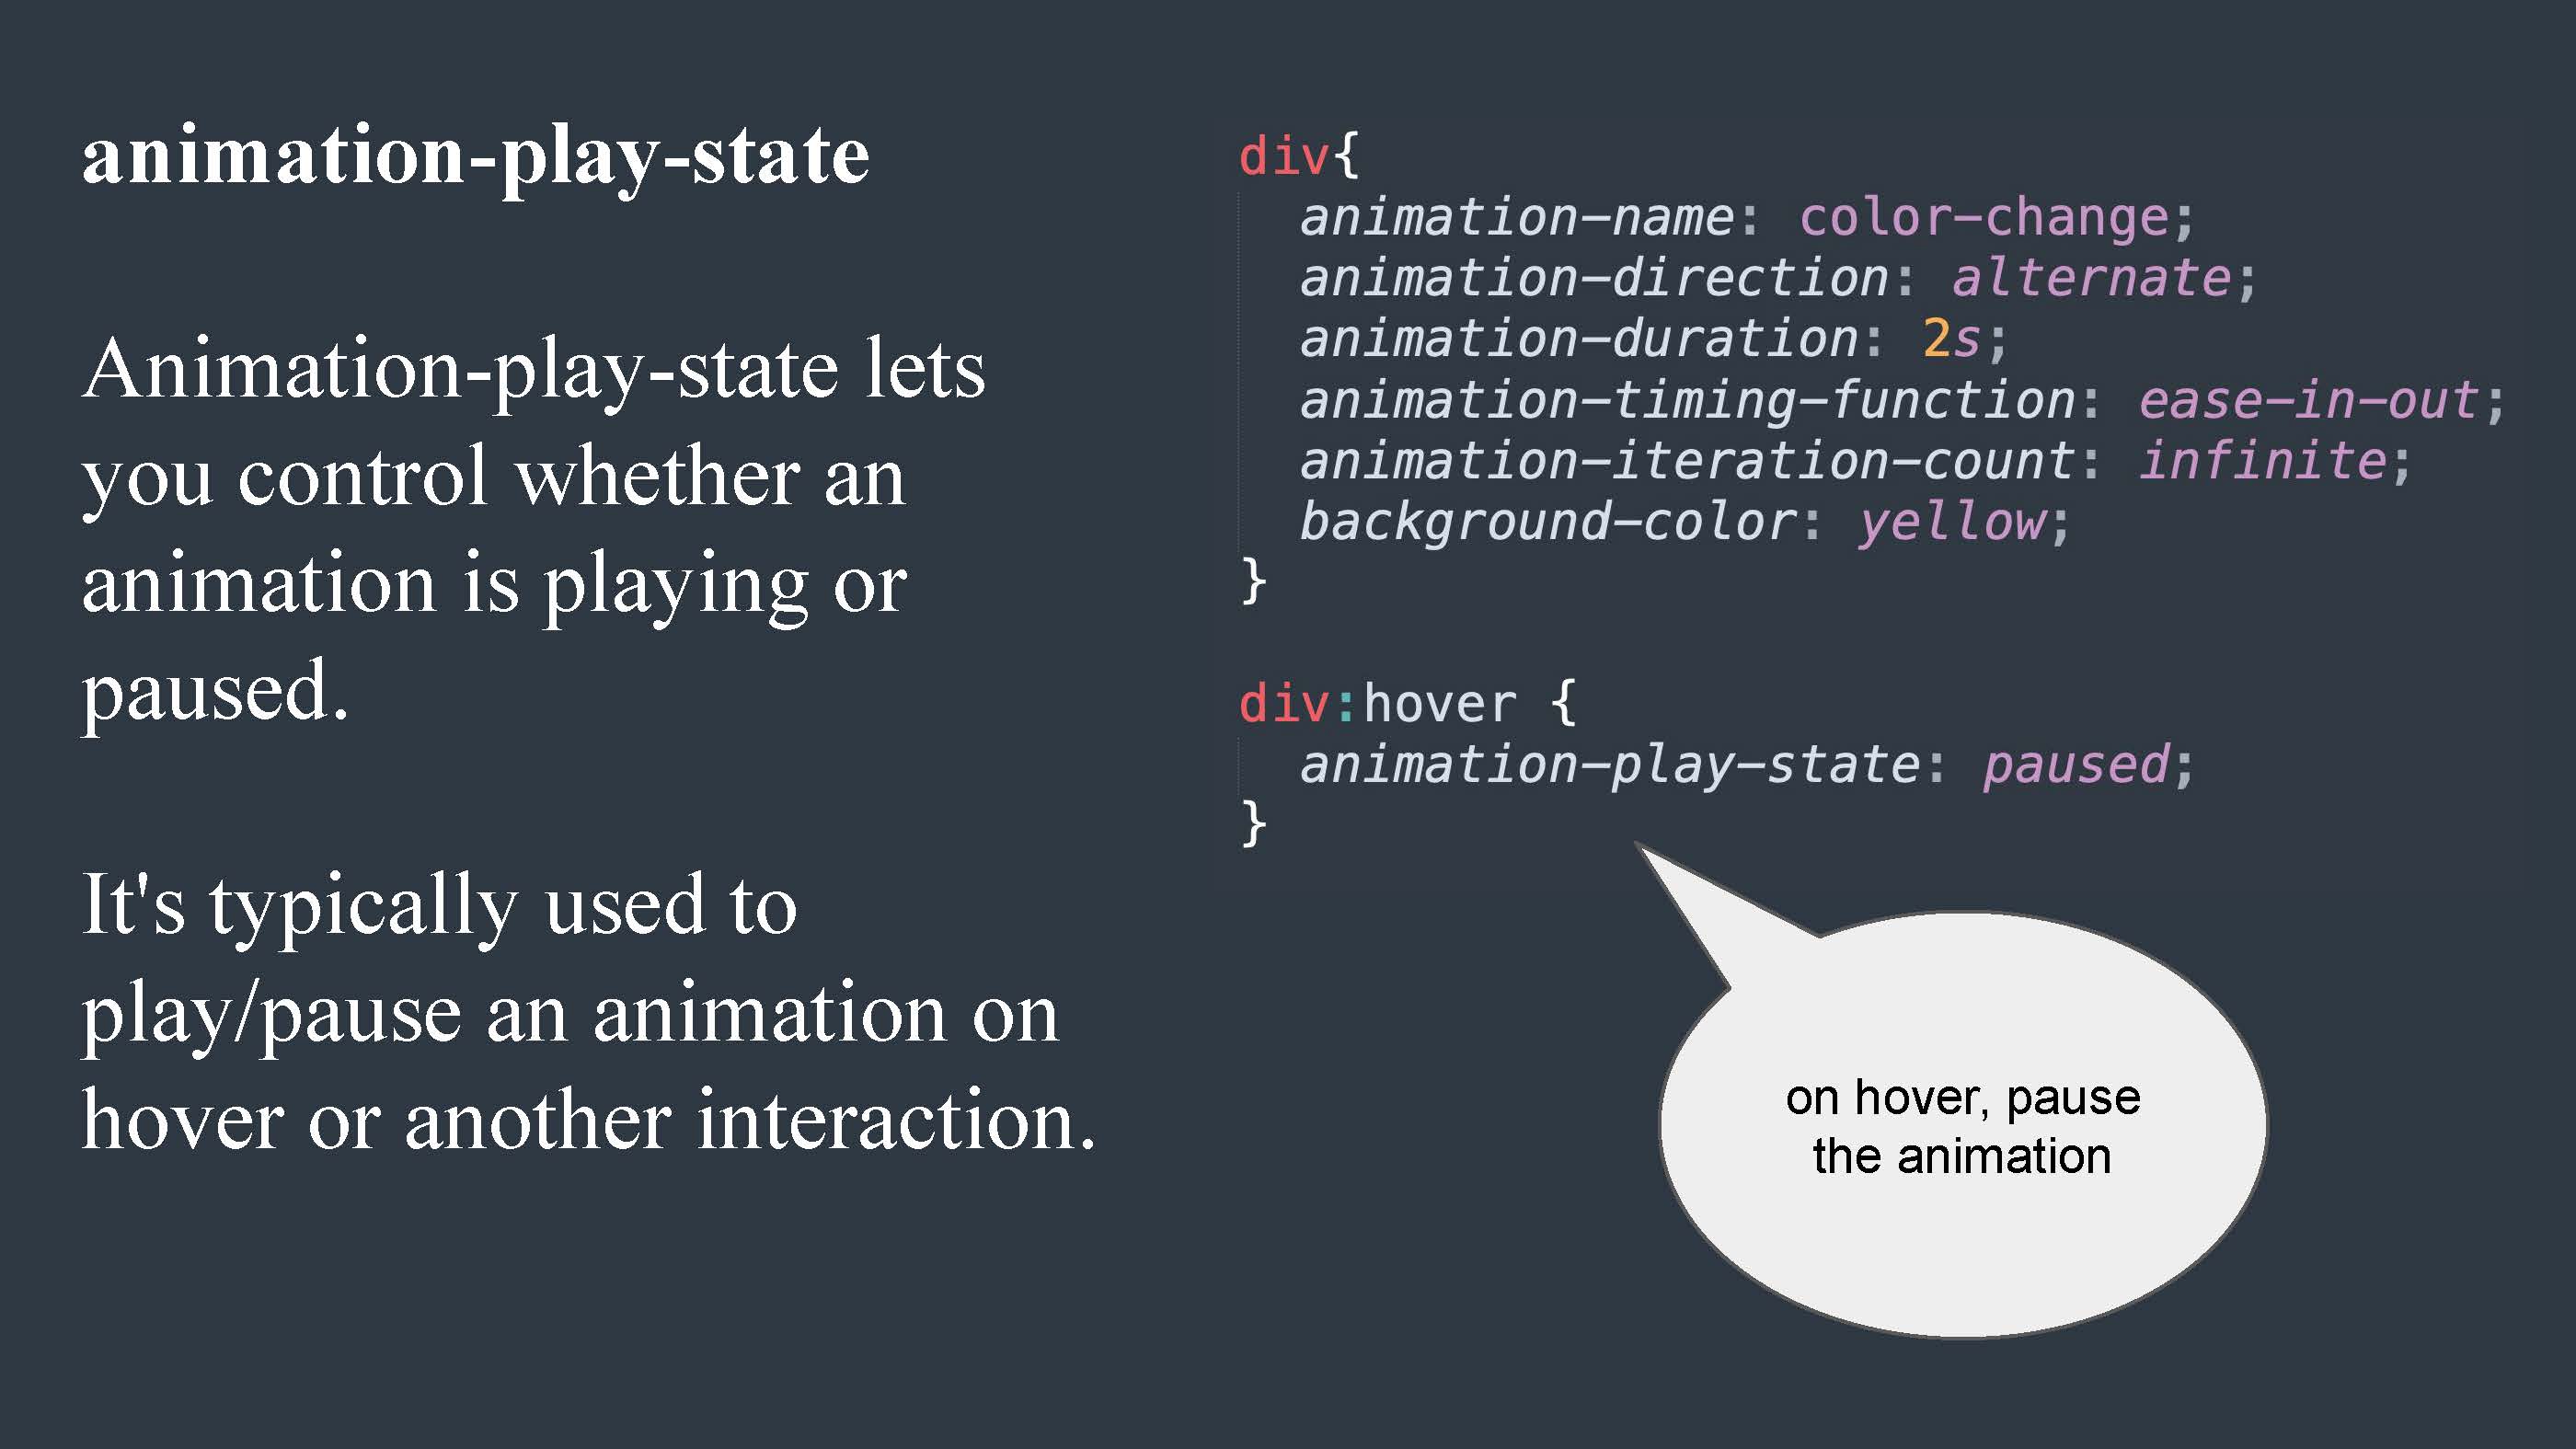 animation-play-state
Animation-play-state lets
you control whether an
animation is playing or
paused.
It's typically used to
play/pause an animation on
hover or another interaction.
div{
animation-name: color-change;
animation-direction: alternate;
animation-duration: 2s;
animation-timing-function: ease-in-out;
animation-iteration-count: infinite;
background-color: yellow;
}
div:hover {
animation-play-state: paused;
}
on hover, pause
the animation